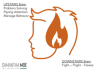 UPSTAIRS Brain
Problem Solving
Paying Attention
Manage Behavior
DOWNSTAIRS Brain
Fight - Flight - Freeze